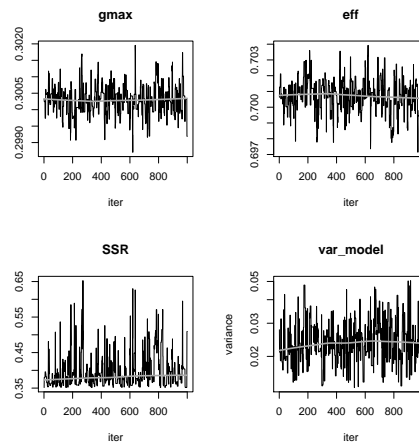 gmax
eff
0.2990 0.3005 0.3020
0.697 0.700 0.703
0 200 400 600 800
0 200 400 600 800
iter
iter
SSR
var_model
0.35 0.45 0.55 0.65
variance
0.02 0.03 0.05
0 200 400 600 800
0 200 400 600 800
iter
iter